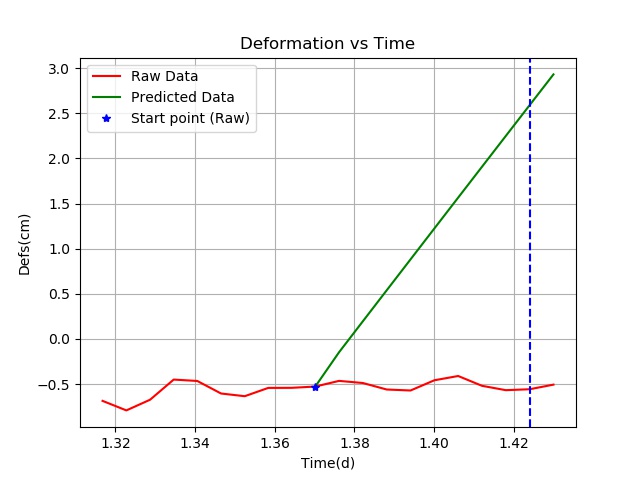 Deformation vs Time
Raw Data
Predicted Data
Start point (Raw)
Defs(cm)
3.0
2.5
2.0
1.5
1.0
0.5
0.0
−0.5
1.32 1.34 1.36 1.38 1.40 1.42
Time(d)